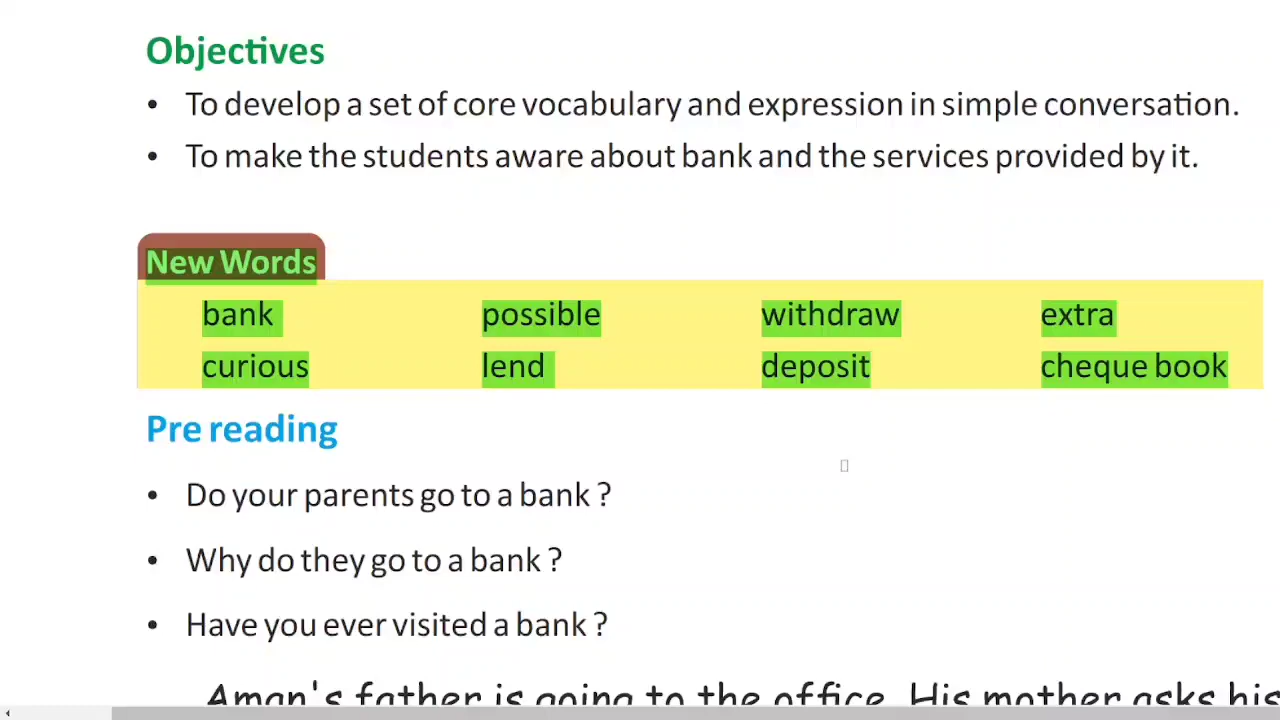 Objectives
• To develop a set of core vocabulary and expression in simple conversation.
• To make the students aware about bank and the services provided by it.
New Words
bank possible withdraw extra
curious lend deposit cheque book
Pre reading
• Do your parents go to a bank ?
• Why do they go to a bank ?
• Have you ever visited a bank ?
Aman's father is going to the office. His mother asks his